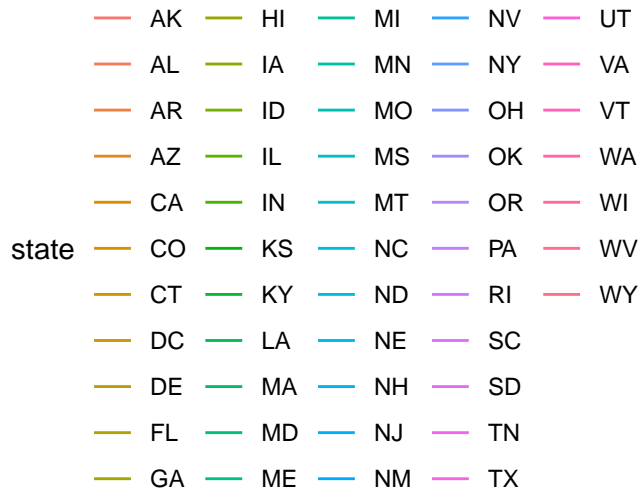 AK HI MI NV UT
AL IA MN NY VA
AR ID MO OH VT
AZ IL MS OK WA
CA IN MT OR WI
state CO KS NC PA WV
CT KY ND RI WY
DC LA NE SC
DE MA NH SD
FL MD NJ TN
GA ME NM TX